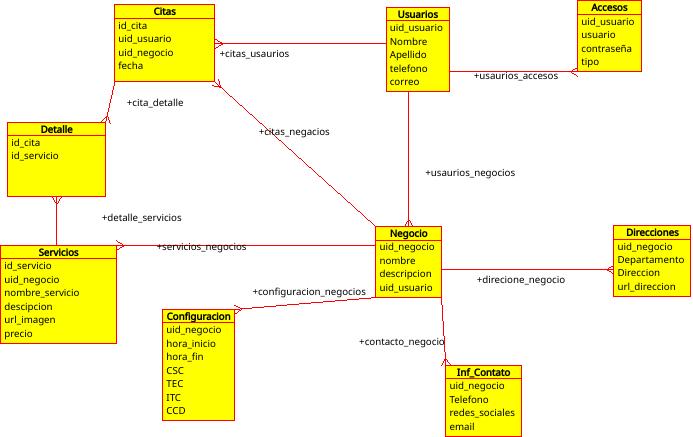 Citas
id_cita
uid_usuario
uid_negocio
fecha
Usuarios
uid_usuario
Nombre
Apellido
telefono
correo
Accesos
uid_usuario
usuario
contraseña
tipo
+citas_usaurios
+usaurios_accesos
+cita_detalle
+citas_negacios
Detalle
id_cita
id_servicio
+usaurios_negocios
+detalle_servicios
Servicios
id_servicio
uid_negocio
nombre_servicio
descipcion
url_imagen
precio
+servicios_negocios
Negocio
uid_negocio
nombre
descripcion
uid_usuario
+direcione_negocio
Direcciones
uid_negocio
Departamento
Direccion
url_direccion
+configuracion_negocios
Configuracion
uid_negocio
hora_inicio
hora_fin
CSC
TEC
ITC
CCD
+contacto_negocio
Inf_Contato
uid_negocio
Telefono
redes_sociales
email